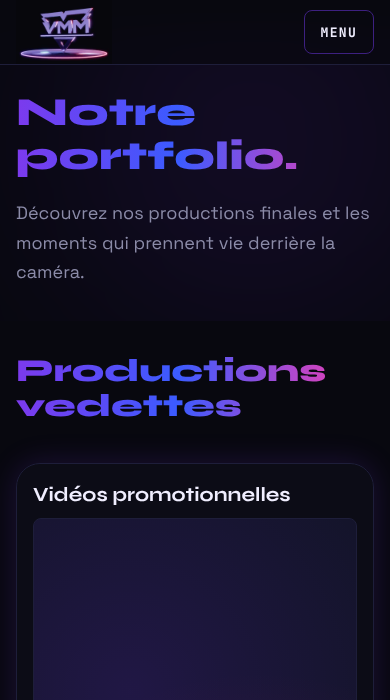 VMM
MENU
Notre
portfolio.
Découvrez nos productions finales et les
moments qui prennent vie derrière la
caméra.
Productions
vedettes
Vidéos promotionnelles